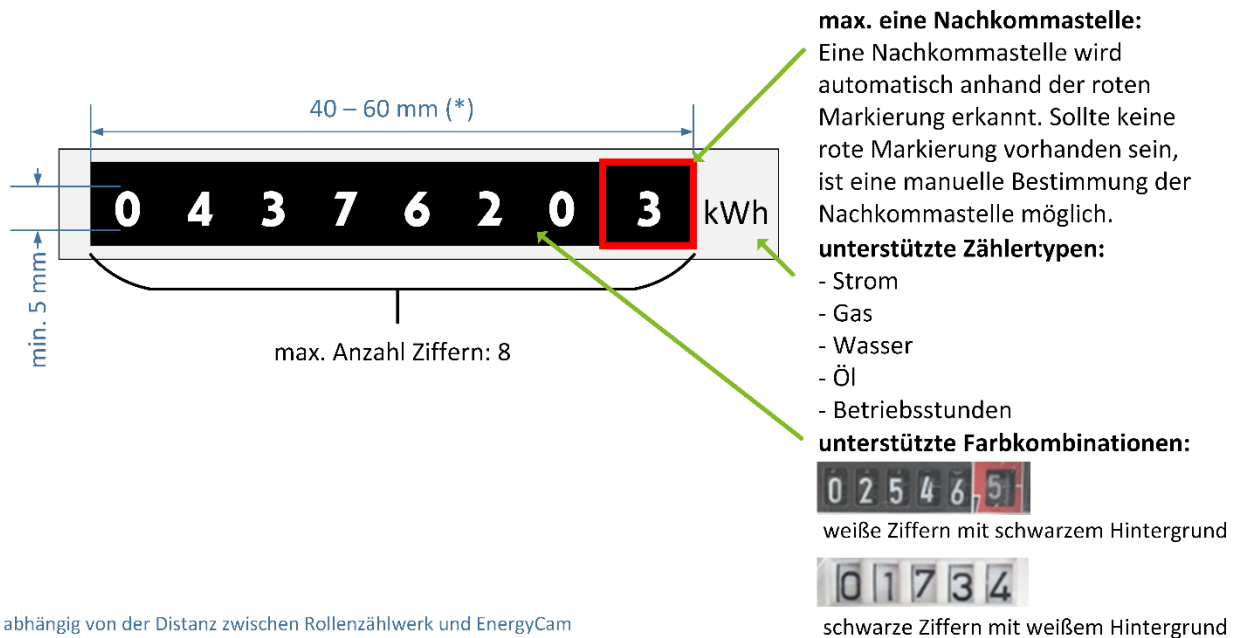 max. eine Nachkommastelle:
Eine Nachkommastelle wird
automatisch anhand der roten
Markierung erkannt. Sollte keine
rote Markierung vorhanden sein,
ist eine manuelle Bestimmung der
Nachkommastelle möglich.
40 – 60 mm (*)
0 4 3 7 6 2 0 3 kWh
min. 5 mm
max. Anzahl Ziffern: 8
unterstützte Zählertypen:
- Strom
- Gas
- Wasser
- Öl
- Betriebsstunden
unterstützte Farbkombinationen:
0 2 5 4 6, 5
weiße Ziffern mit schwarzem Hintergrund
0 1 7 3 4
schwarze Ziffern mit weißem Hintergrund
abhängig von der Distanz zwischen Rollenzählwerk und EnergyCam